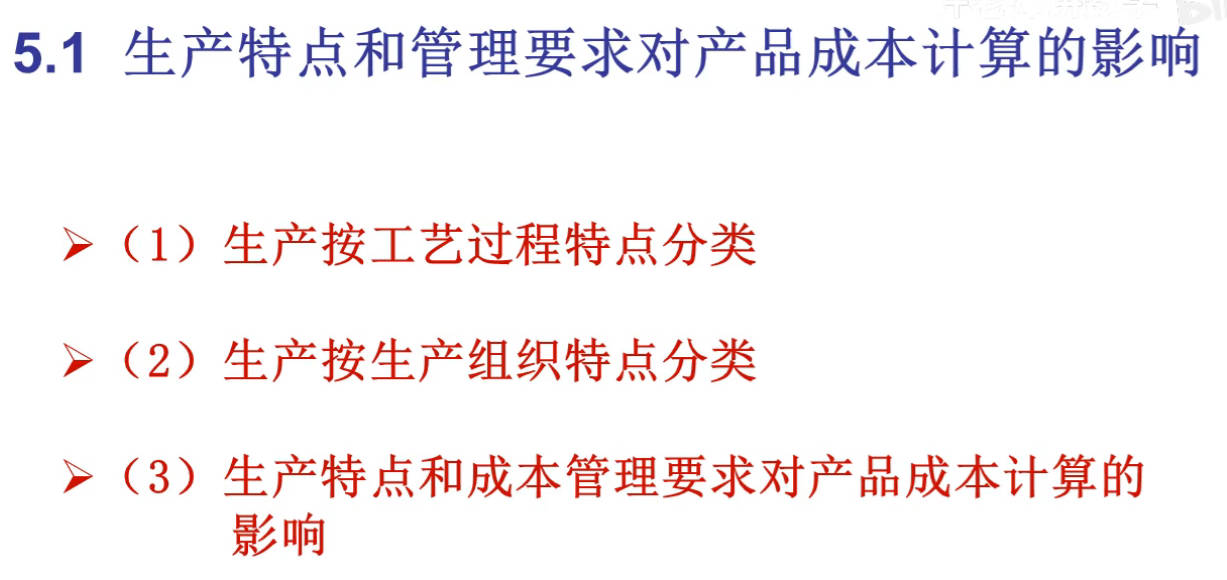 5.1 生产特点和管理要求对产品成本计算的影响
（1）生产按工艺过程特点分类
（2）生产按生产组织特点分类
（3）生产特点和成本管理要求对产品成本计算的
影响